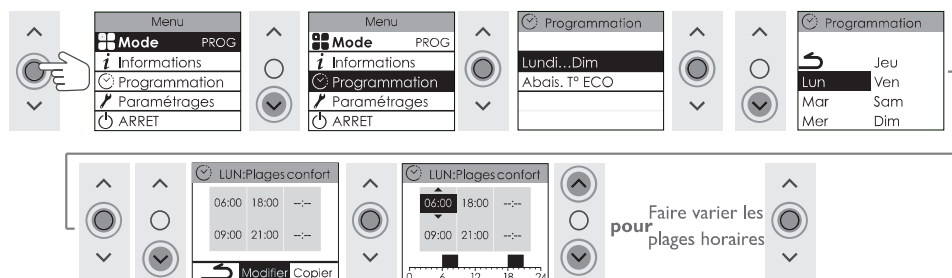 Menu
Mode PROG
i Informations
Programmation
Paramétrages
ARRET
Menu
Mode PROG
i Informations
Programmation
Paramétrages
ARRET
Programmation
Lundi...Dim
Abais. T° ECO
Programmation
Jeu
Lun Ven
Mar Sam
Mer Dim
LUN:Plages confort
06:00 18:00 --:--
09:00 21:00 --:--
Modifier Copier
LUN:Plages confort
06:00 18:00 --:--
09:00 21:00 --:--
0 6 12 18 24
pour Faire varier les
plages horaires